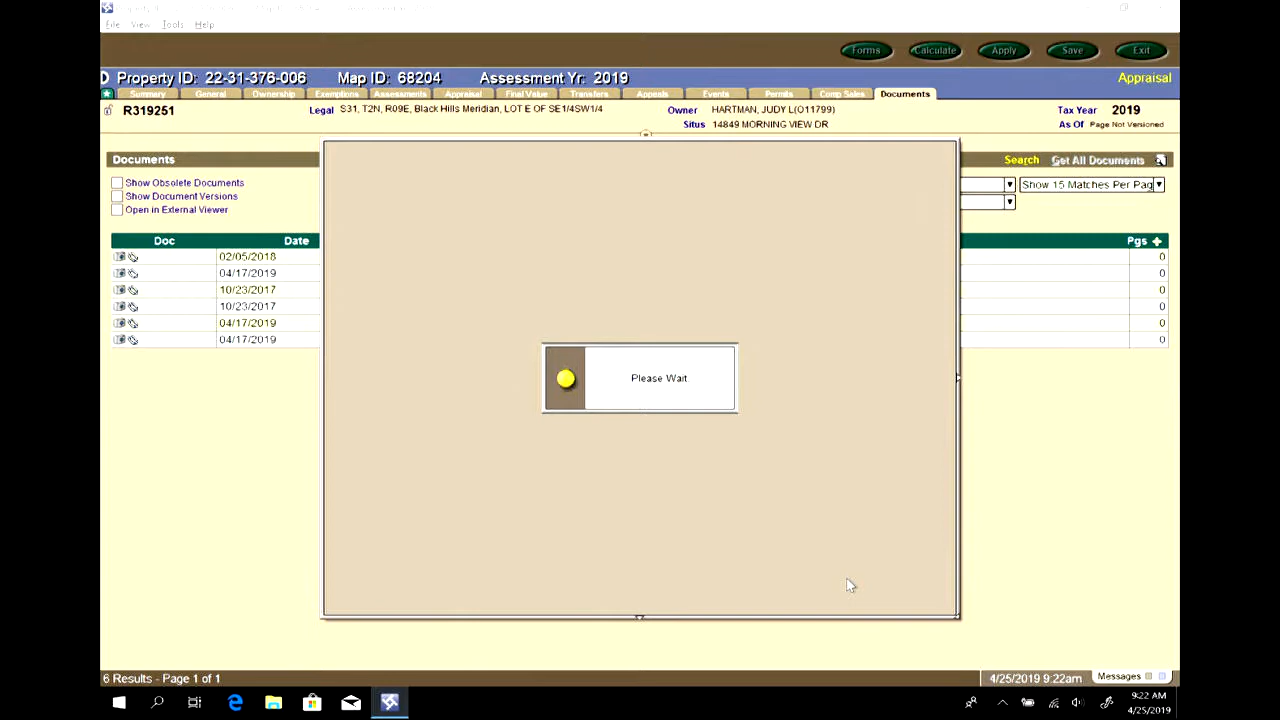 File View Tools Help
Forms Calculate Apply Save Exit
Property ID: 22-31-376-006 Map ID: 68204 Assessment Yr: 2019 Appraisal
Summary General Ownership Exemptions Assessments Appraisal Final Value Transfers Appeals Events Permits Comp Sales Documents
R319251 Legal S31, T2N, R09E, Black Hills Meridian, LOT E OF SE1/4SW1/4 Owner HARTMAN, JUDY L(O11799) Tax Year 2019
Situs 14849 MORNING VIEW DR As Of Page Not Versioned
Documents Search Get All Documents
Show Obsolete Documents Show 15 Matches Per Pag
Show Document Versions
Open in External Viewer
Doc Date Pgs
02/05/2018 0
04/17/2019 0
10/23/2017 0
10/23/2017 0
04/17/2019 0
04/17/2019 0
Please Wait
6 Results - Page 1 of 1 4/25/2019 9:22am Messages
9:22 AM
4/25/2019